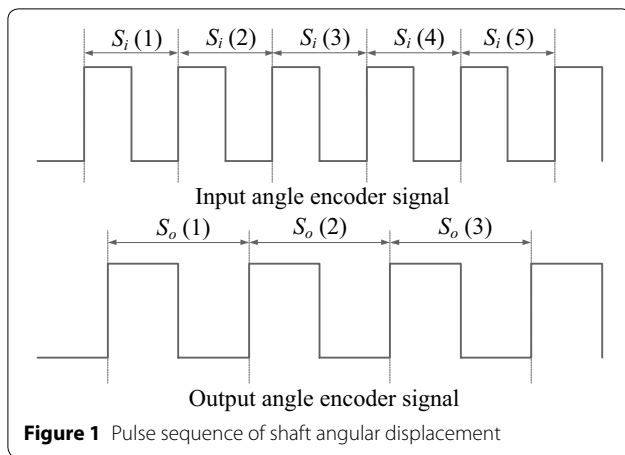 Si (1) Si (2) Si (3) Si (4) Si (5)
Input angle encoder signal
So (1) So (2) So (3)
Output angle encoder signal
Figure 1 Pulse sequence of shaft angular displacement